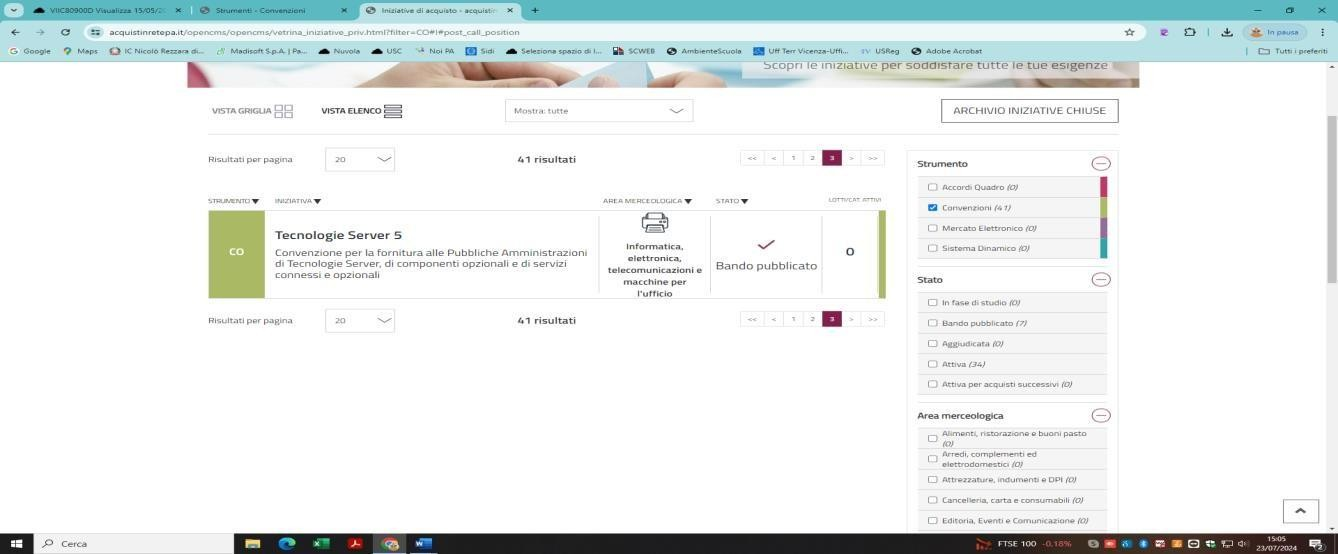 VIIC80900D Visualizza 15/05/20
Strumenti - Convenzioni
Iniziative di acquisto - acquistin
acquistinretepa.it/opencms/opencms/vetrina_iniziative_priv.html?filter=CO#!#post_call_position
In pausa
Google
Maps
IC Nicolò Rezzara di...
Madisoft S.p.A. | Pa...
Nuvola
USC
Noi PA
Sidi
Seleziona spazio di l...
SCWEB
AmbienteScuola
Uff Terr Vicenza-Uffi...
USReg
Adobe Acrobat
Tutti i preferiti
Scopri le iniziative per soddisfare tutte le tue esigenze
VISTA GRIGLIA
VISTA ELENCO
Mostra: tutte
ARCHIVIO INIZIATIVE CHIUSE
Risultati per pagina
20
41 risultati
<< < 1 2 3 > >>
STRUMENTO
INIZIATIVA
AREA MERCEOLOGICA
STATO
LOTTI/CAT. ATTIVI
CO
Tecnologie Server 5
Convenzione per la fornitura alle Pubbliche Amministrazioni
di Tecnologie Server, di componenti opzionali e di servizi
connessi e opzionali
Informatica,
elettronica,
telecomunicazioni e
macchine per
l'ufficio
Bando pubblicato
0
Risultati per pagina
20
41 risultati
<< < 1 2 3 > >>
Strumento
Accordi Quadro (0)
Convenzioni (41)
Mercato Elettronico (0)
Sistema Dinamico (0)
Stato
In fase di studio (0)
Bando pubblicato (7)
Aggiudicata (0)
Attiva (34)
Attiva per acquisti successivi (0)
Area merceologica
Alimenti, ristorazione e buoni pasto
(0)
Arredi, complementi ed
elettrodomestici (0)
Attrezzature, indumenti e DPI (0)
Cancelleria, carta e consumabili (0)
Editoria, Eventi e Comunicazione (0)
Cerca
FTSE 100 -0.18%
15:05
23/07/2024